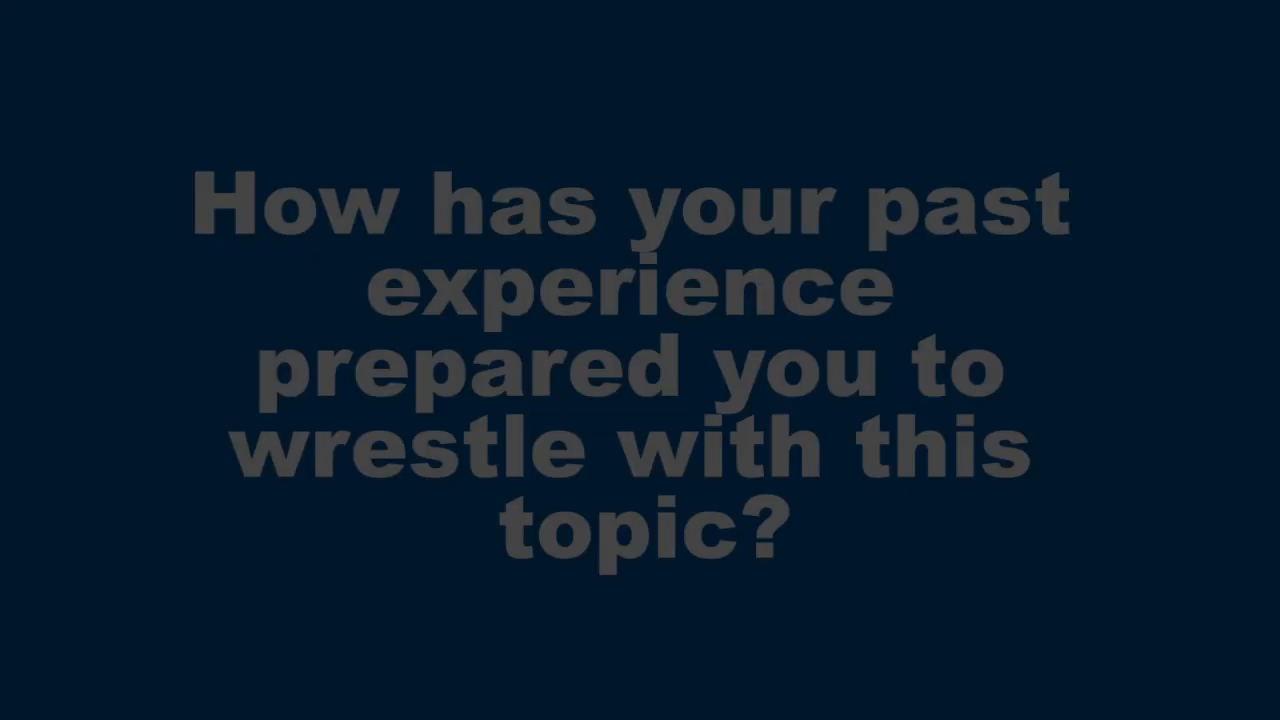 How has your past
experience
prepared you to
wrestle with this
topic?